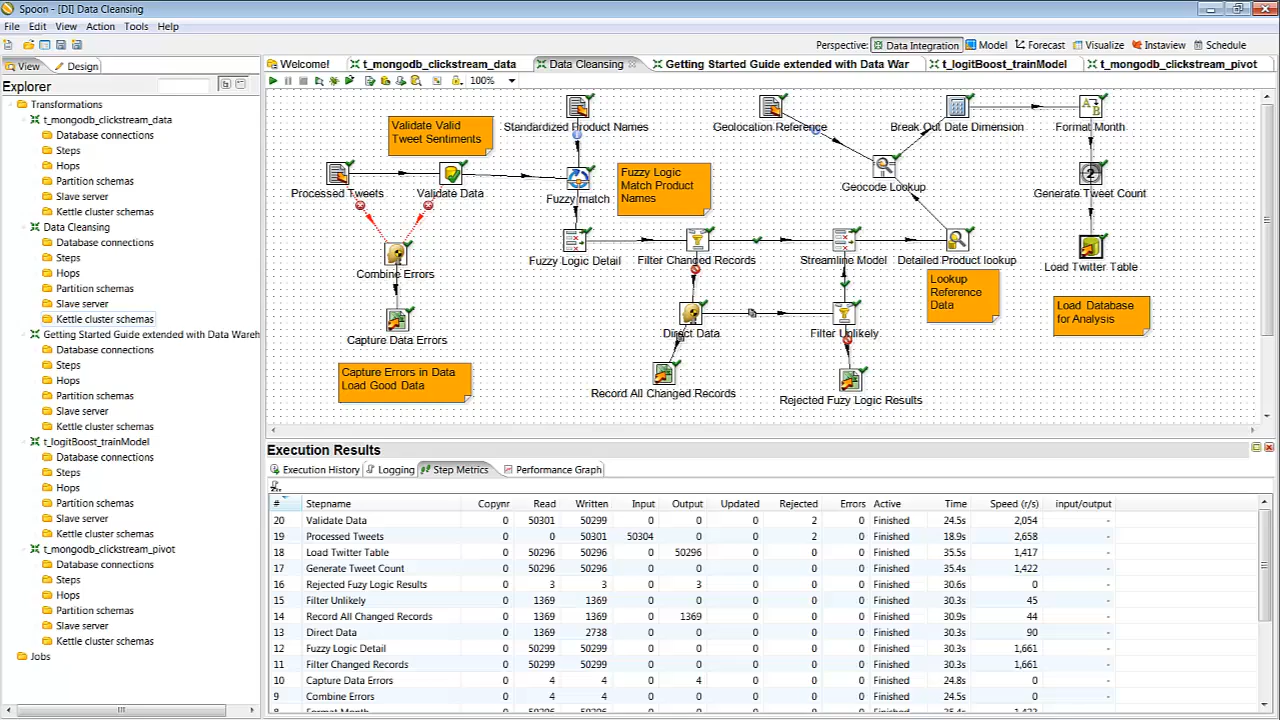 Spoon - [DI] Data Cleansing
File Edit View Action Tools Help
Perspective: Data Integration Model Forecast Visualize Instaview Schedule
View Design
Explorer
Transformations
t_mongodb_clickstream_data
Database connections
Steps
Hops
Partition schemas
Slave server
Kettle cluster schemas
Data Cleansing
Database connections
Steps
Hops
Partition schemas
Slave server
Kettle cluster schemas
Getting Started Guide extended with Data Wareh
Database connections
Steps
Hops
Partition schemas
Slave server
Kettle cluster schemas
t_logitBoost_trainModel
Database connections
Steps
Hops
Partition schemas
Slave server
Kettle cluster schemas
t_mongodb_clickstream_pivot
Database connections
Steps
Hops
Partition schemas
Slave server
Kettle cluster schemas
Jobs
Welcome! t_mongodb_clickstream_data Data Cleansing Getting Started Guide extended with Data War t_logitBoost_trainModel t_mongodb_clickstream_pivot
100%
Validate Valid
Tweet Sentiments
Standardized Product Names
Geolocation Reference
Break Out Date Dimension
Format Month
Processed Tweets
Validate Data
Fuzzy match
Fuzzy Logic
Match Product
Names
Geocode Lookup
Generate Tweet Count
Combine Errors
Fuzzy Logic Detail
Filter Changed Records
Streamline Model
Detailed Product lookup
Load Twitter Table
Lookup
Reference
Data
Load Database
for Analysis
Capture Data Errors
Direct Data
Filter Unlikely
Capture Errors in Data
Load Good Data
Record All Changed Records
Rejected Fuzy Logic Results
Execution Results
Execution History Logging Step Metrics Performance Graph
# Stepname Copynr Read Written Input Output Updated Rejected Errors Active Time Speed (r/s) input/output
20 Validate Data 0 50301 50299 0 0 0 2 0 Finished 24.5s 2,054 -
19 Processed Tweets 0 0 50301 50304 0 0 2 0 Finished 18.9s 2,658 -
18 Load Twitter Table 0 50296 50296 0 50296 0 0 0 Finished 35.5s 1,417 -
17 Generate Tweet Count 0 50296 50296 0 0 0 0 0 Finished 35.4s 1,422 -
16 Rejected Fuzy Logic Results 0 3 3 0 3 0 0 0 Finished 30.6s 0 -
15 Filter Unlikely 0 1369 1369 0 0 0 0 0 Finished 30.3s 45 -
14 Record All Changed Records 0 1369 1369 0 1369 0 0 0 Finished 30.9s 44 -
13 Direct Data 0 1369 2738 0 0 0 0 0 Finished 30.3s 90 -
12 Fuzzy Logic Detail 0 50299 50299 0 0 0 0 0 Finished 30.3s 1,661 -
11 Filter Changed Records 0 50299 50299 0 0 0 0 0 Finished 30.3s 1,661 -
10 Capture Data Errors 0 4 4 0 4 0 0 0 Finished 24.8s 0 -
9 Combine Errors 0 4 4 0 0 0 0 0 Finished 24.5s 0 -